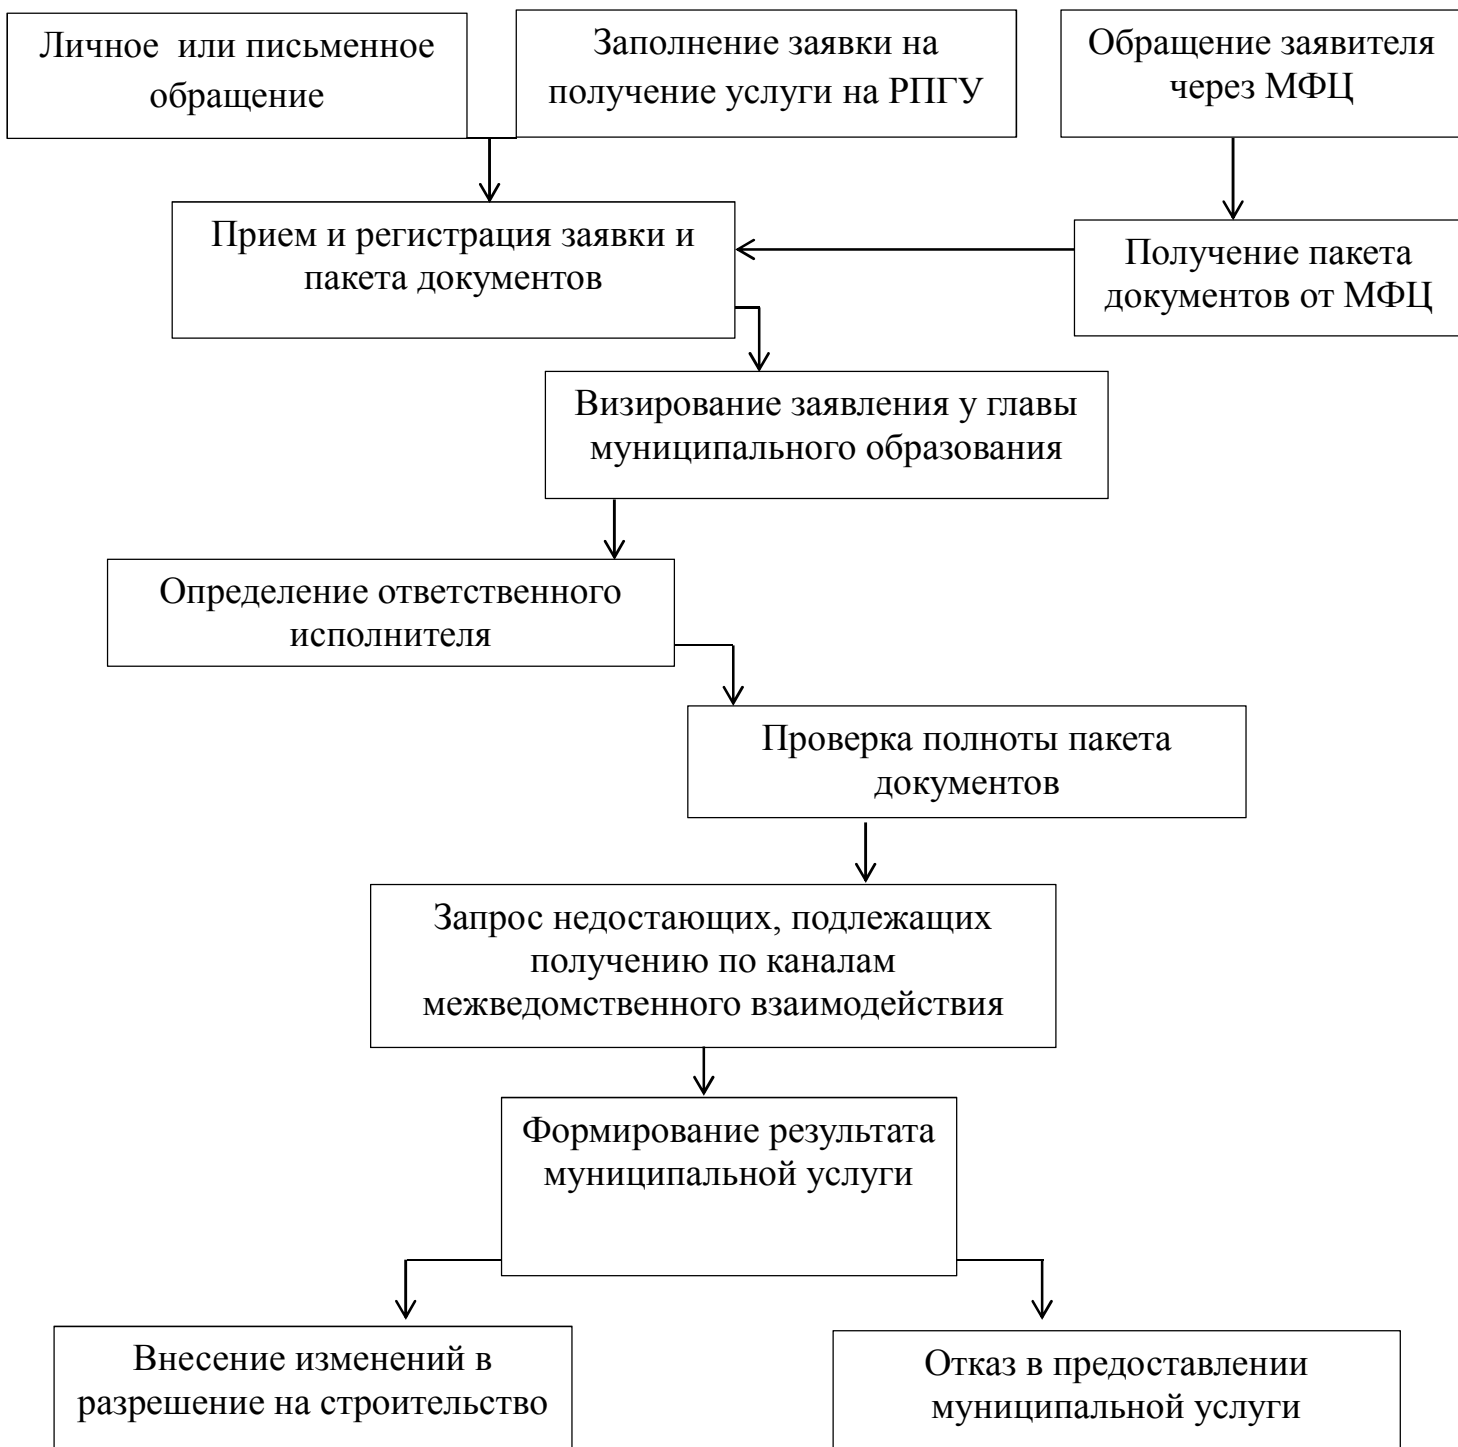 Личное или письменное
обращение
Заполнение заявки на
получение услуги на РПГУ
Обращение заявителя
через МФЦ
Прием и регистрация заявки и
пакета документов
Получение пакета
документов от МФЦ
Визирование заявления у главы
муниципального образования
Определение ответственного
исполнителя
Проверка полноты пакета
документов
Запрос недостающих, подлежащих
получению по каналам
межведомственного взаимодействия
Формирование результата
муниципальной услуги
Внесение изменений в
разрешение на строительство
Отказ в предоставлении
муниципальной услуги